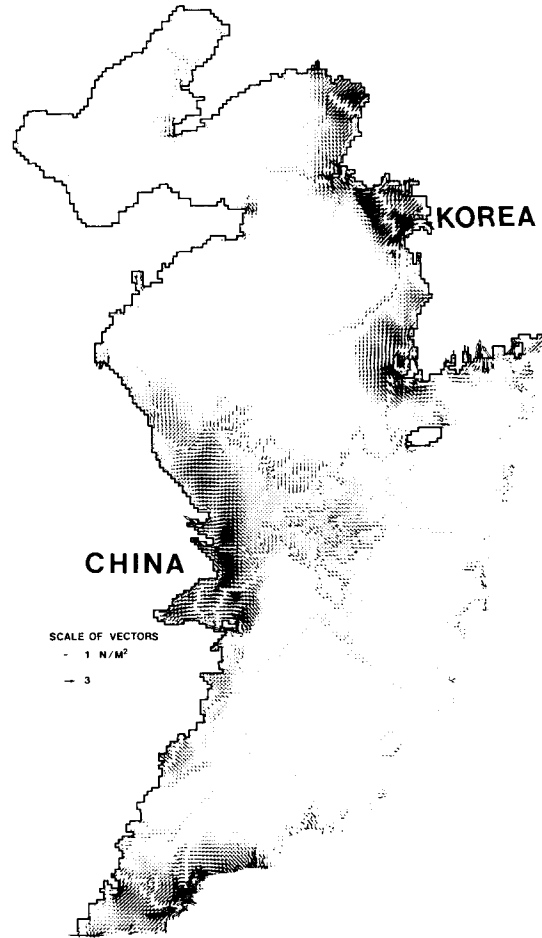 KOREA
CHINA
SCALE OF VECTORS
- 1 N/M²
→ 3